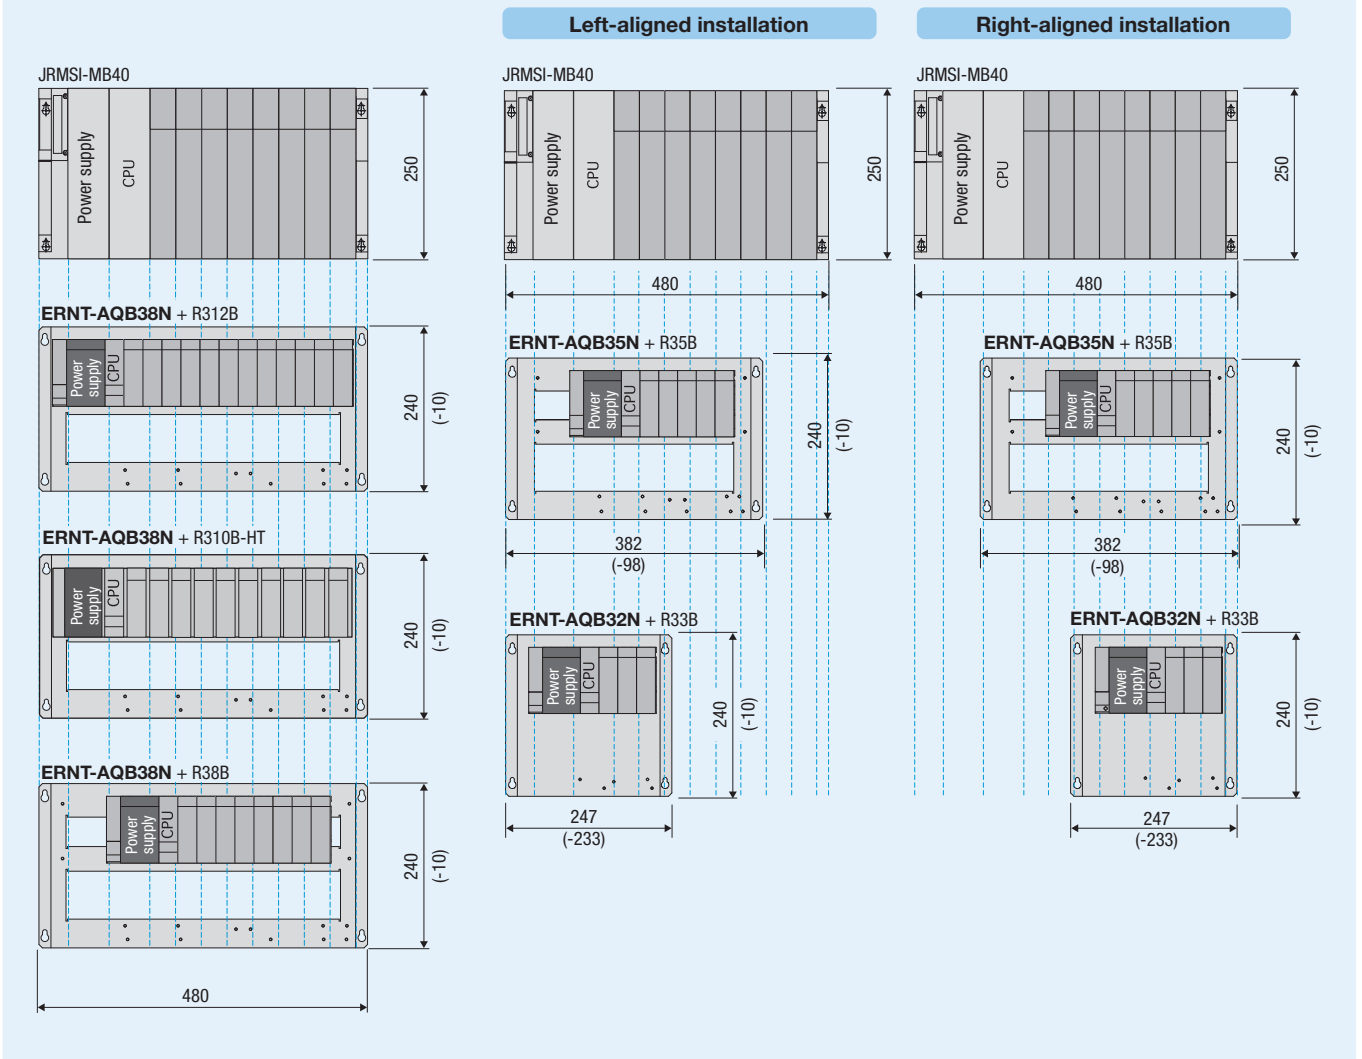 Left-aligned installation
Right-aligned installation
JRMSI-MB40
Power supply
CPU
250
ERNT-AQB38N + R312B
Power supply
CPU
240
(-10)
ERNT-AQB38N + R310B-HT
Power supply
CPU
240
(-10)
ERNT-AQB38N + R38B
Power supply
CPU
240
(-10)
480
JRMSI-MB40
Power supply
CPU
250
480
ERNT-AQB35N + R35B
Power supply
CPU
240
(-10)
382
(-98)
ERNT-AQB32N + R33B
Power supply
CPU
240
(-10)
247
(-233)
JRMSI-MB40
Power supply
CPU
250
480
ERNT-AQB35N + R35B
Power supply
CPU
240
(-10)
382
(-98)
ERNT-AQB32N + R33B
Power supply
CPU
240
(-10)
247
(-233)